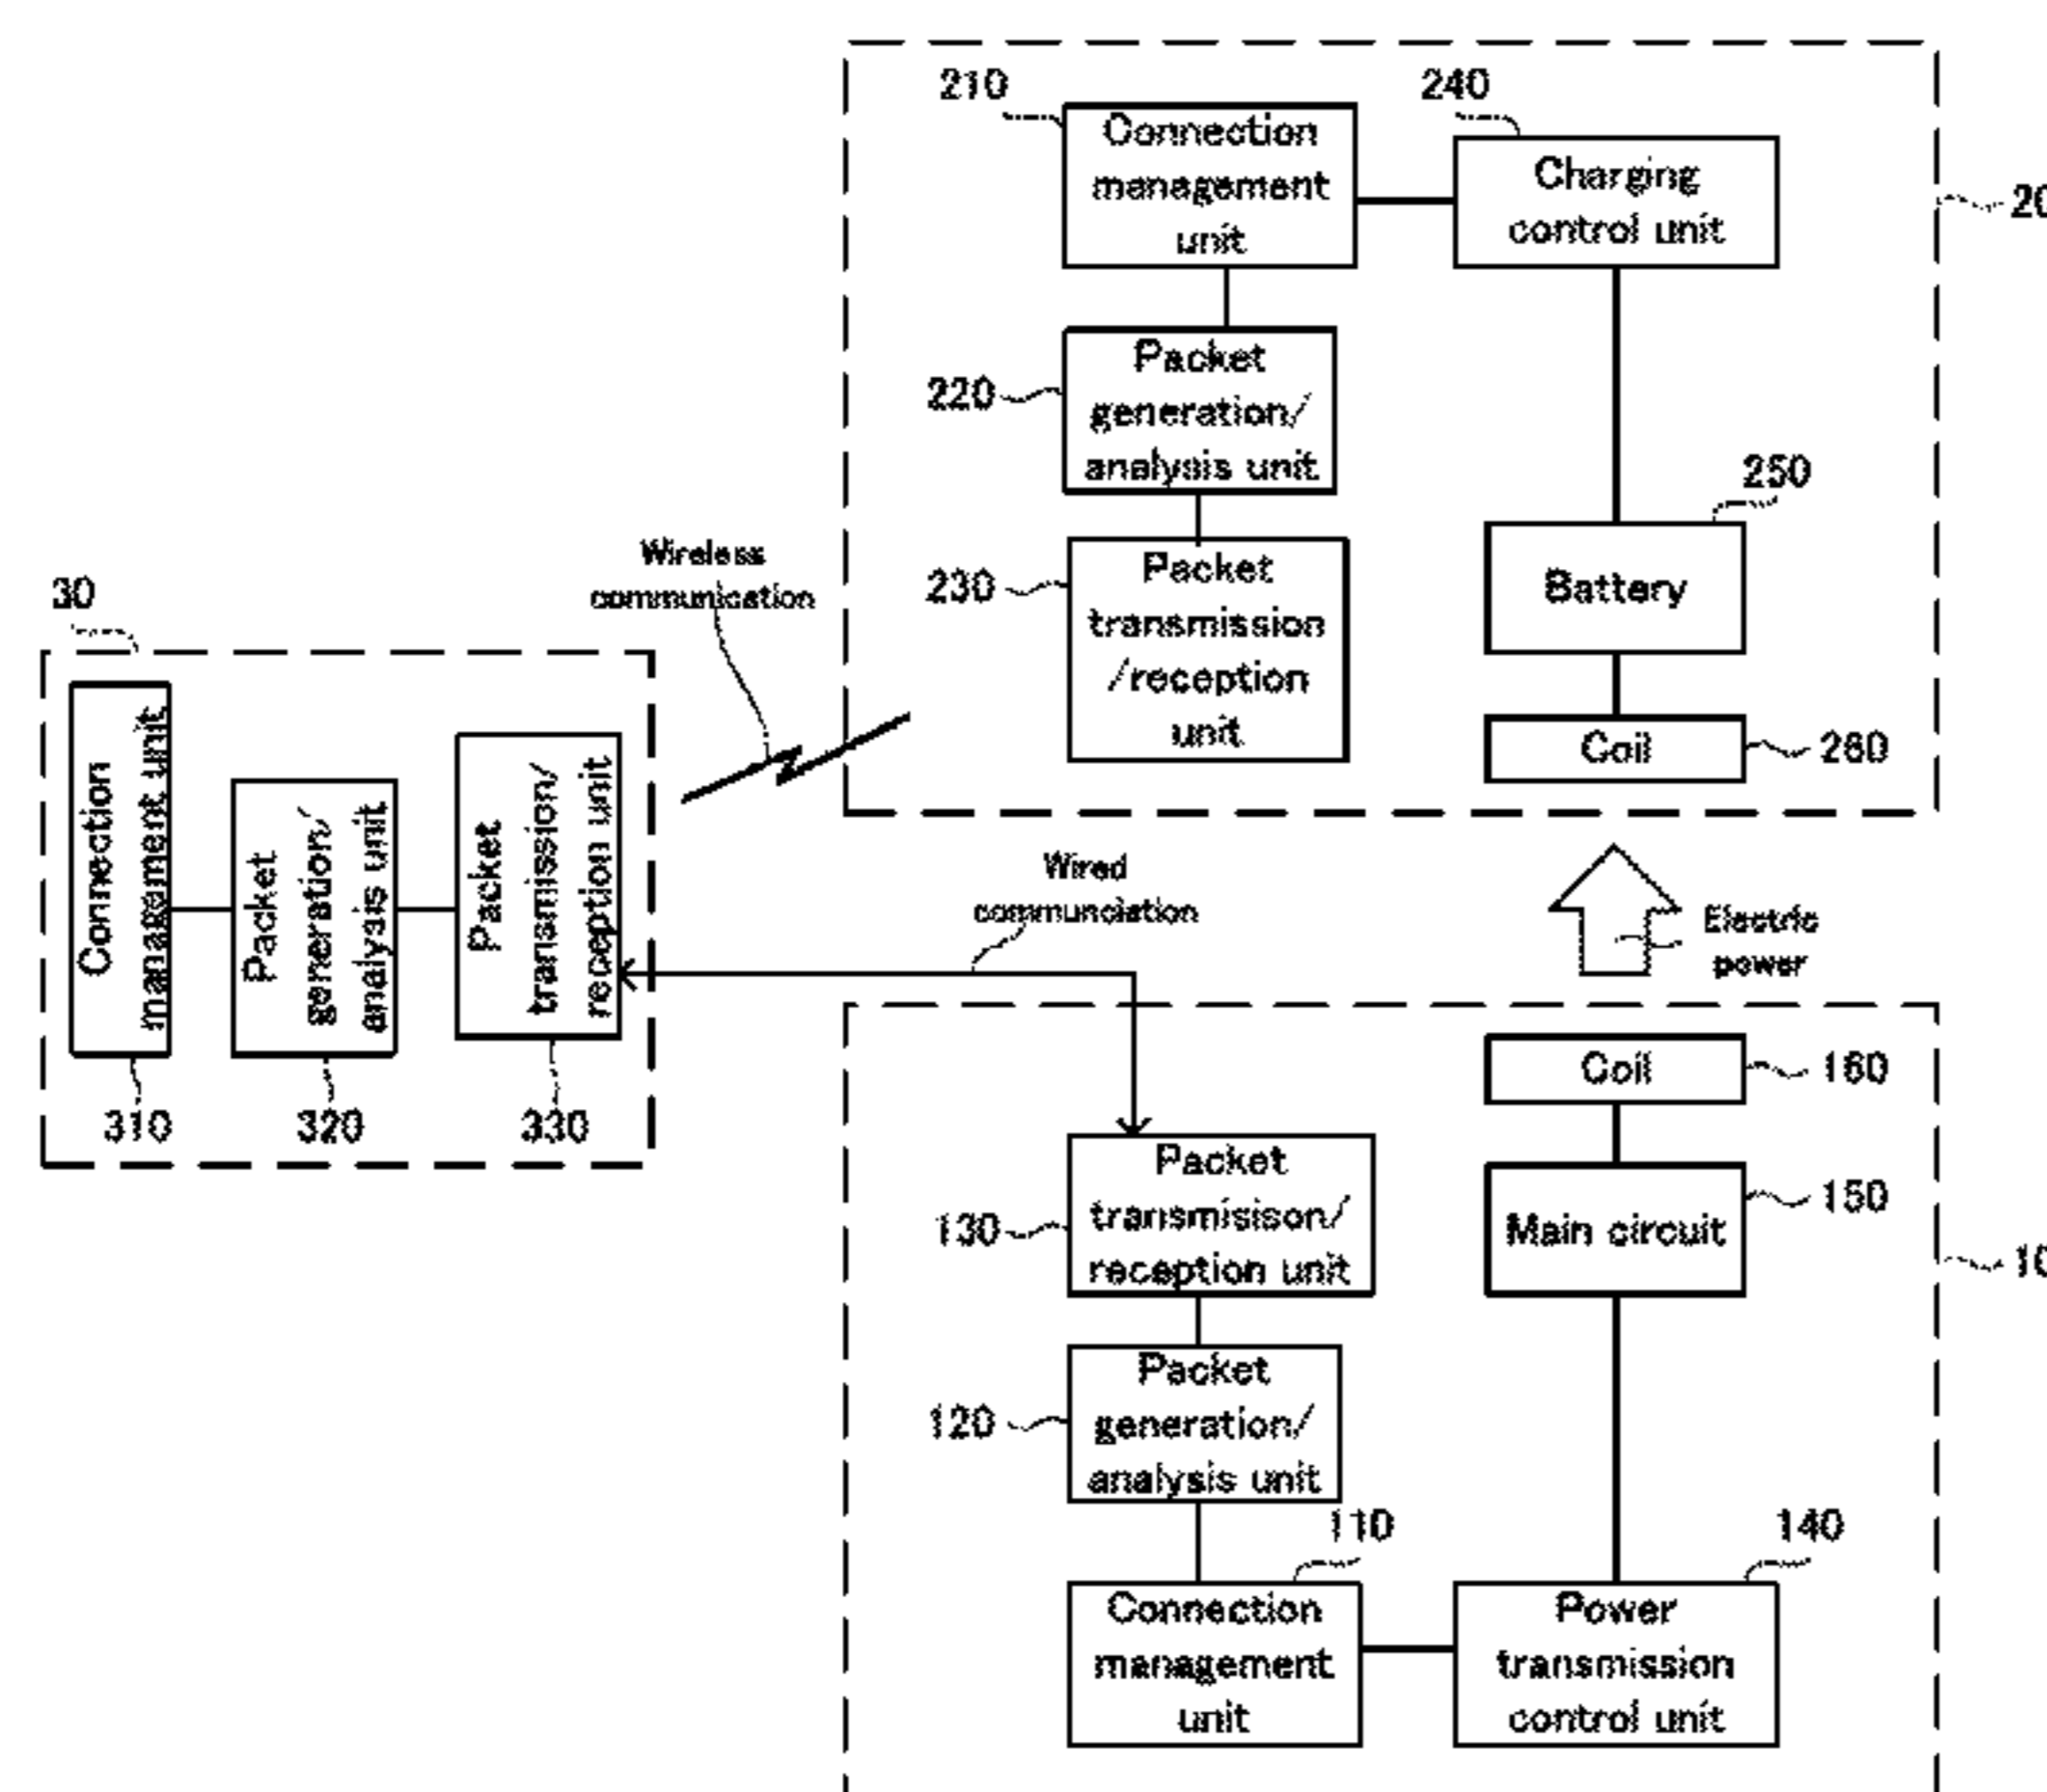 210
240
Connection
management
unit
Charging
control unit
20
Packet
generation/
analysis unit
220
250
Packet
transmission
/reception
unit
230
Battery
Coil
260
Wireless
communication
30
Connection
management unit
Packet
generation/
analysis unit
Packet
transmission/
reception unit
310
320
330
Wired
communciation
Electric
power
Coil
160
Main circuit
150
10
Packet
transmisison/
reception unit
130
Packet
generation/
analysis unit
120
110
140
Connection
management
unit
Power
transmission
control unit